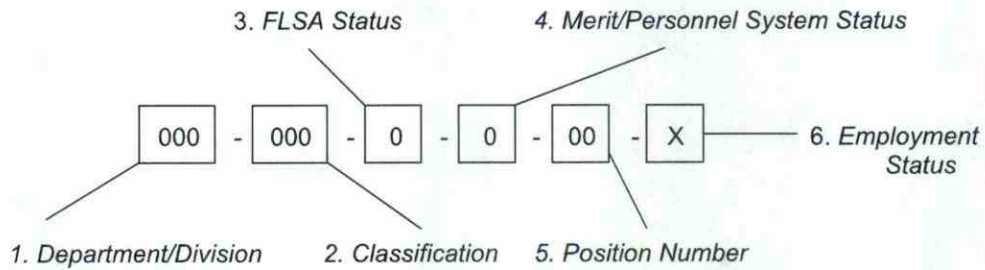 3. FLSA Status
4. Merit/Personnel System Status
000 - 000 - 0 - 0 - 00 - X
6. Employment
Status
1. Department/Division
2. Classification
5. Position Number